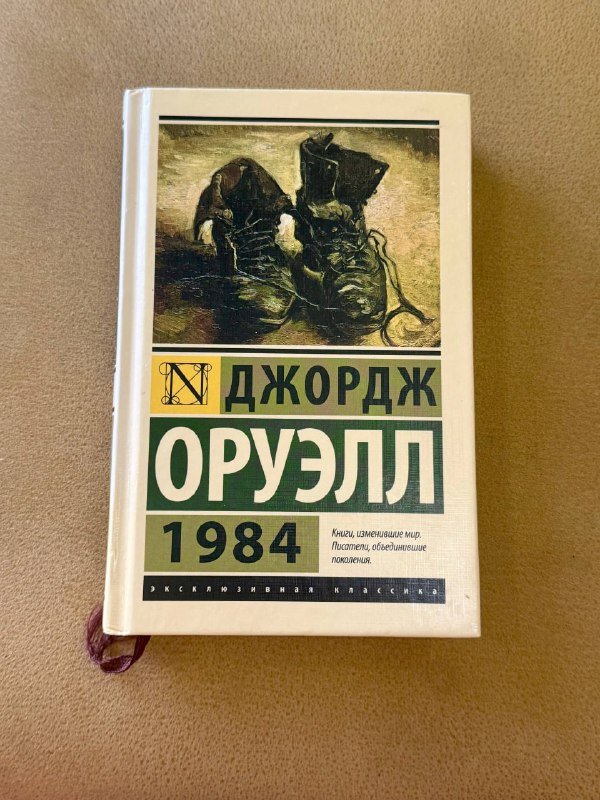 N ДЖОРДЖ
ОРУЭЛЛ
1984
Книги, изменившие мир.
Писатели, объединившие
поколения.
эксклюзивная классика